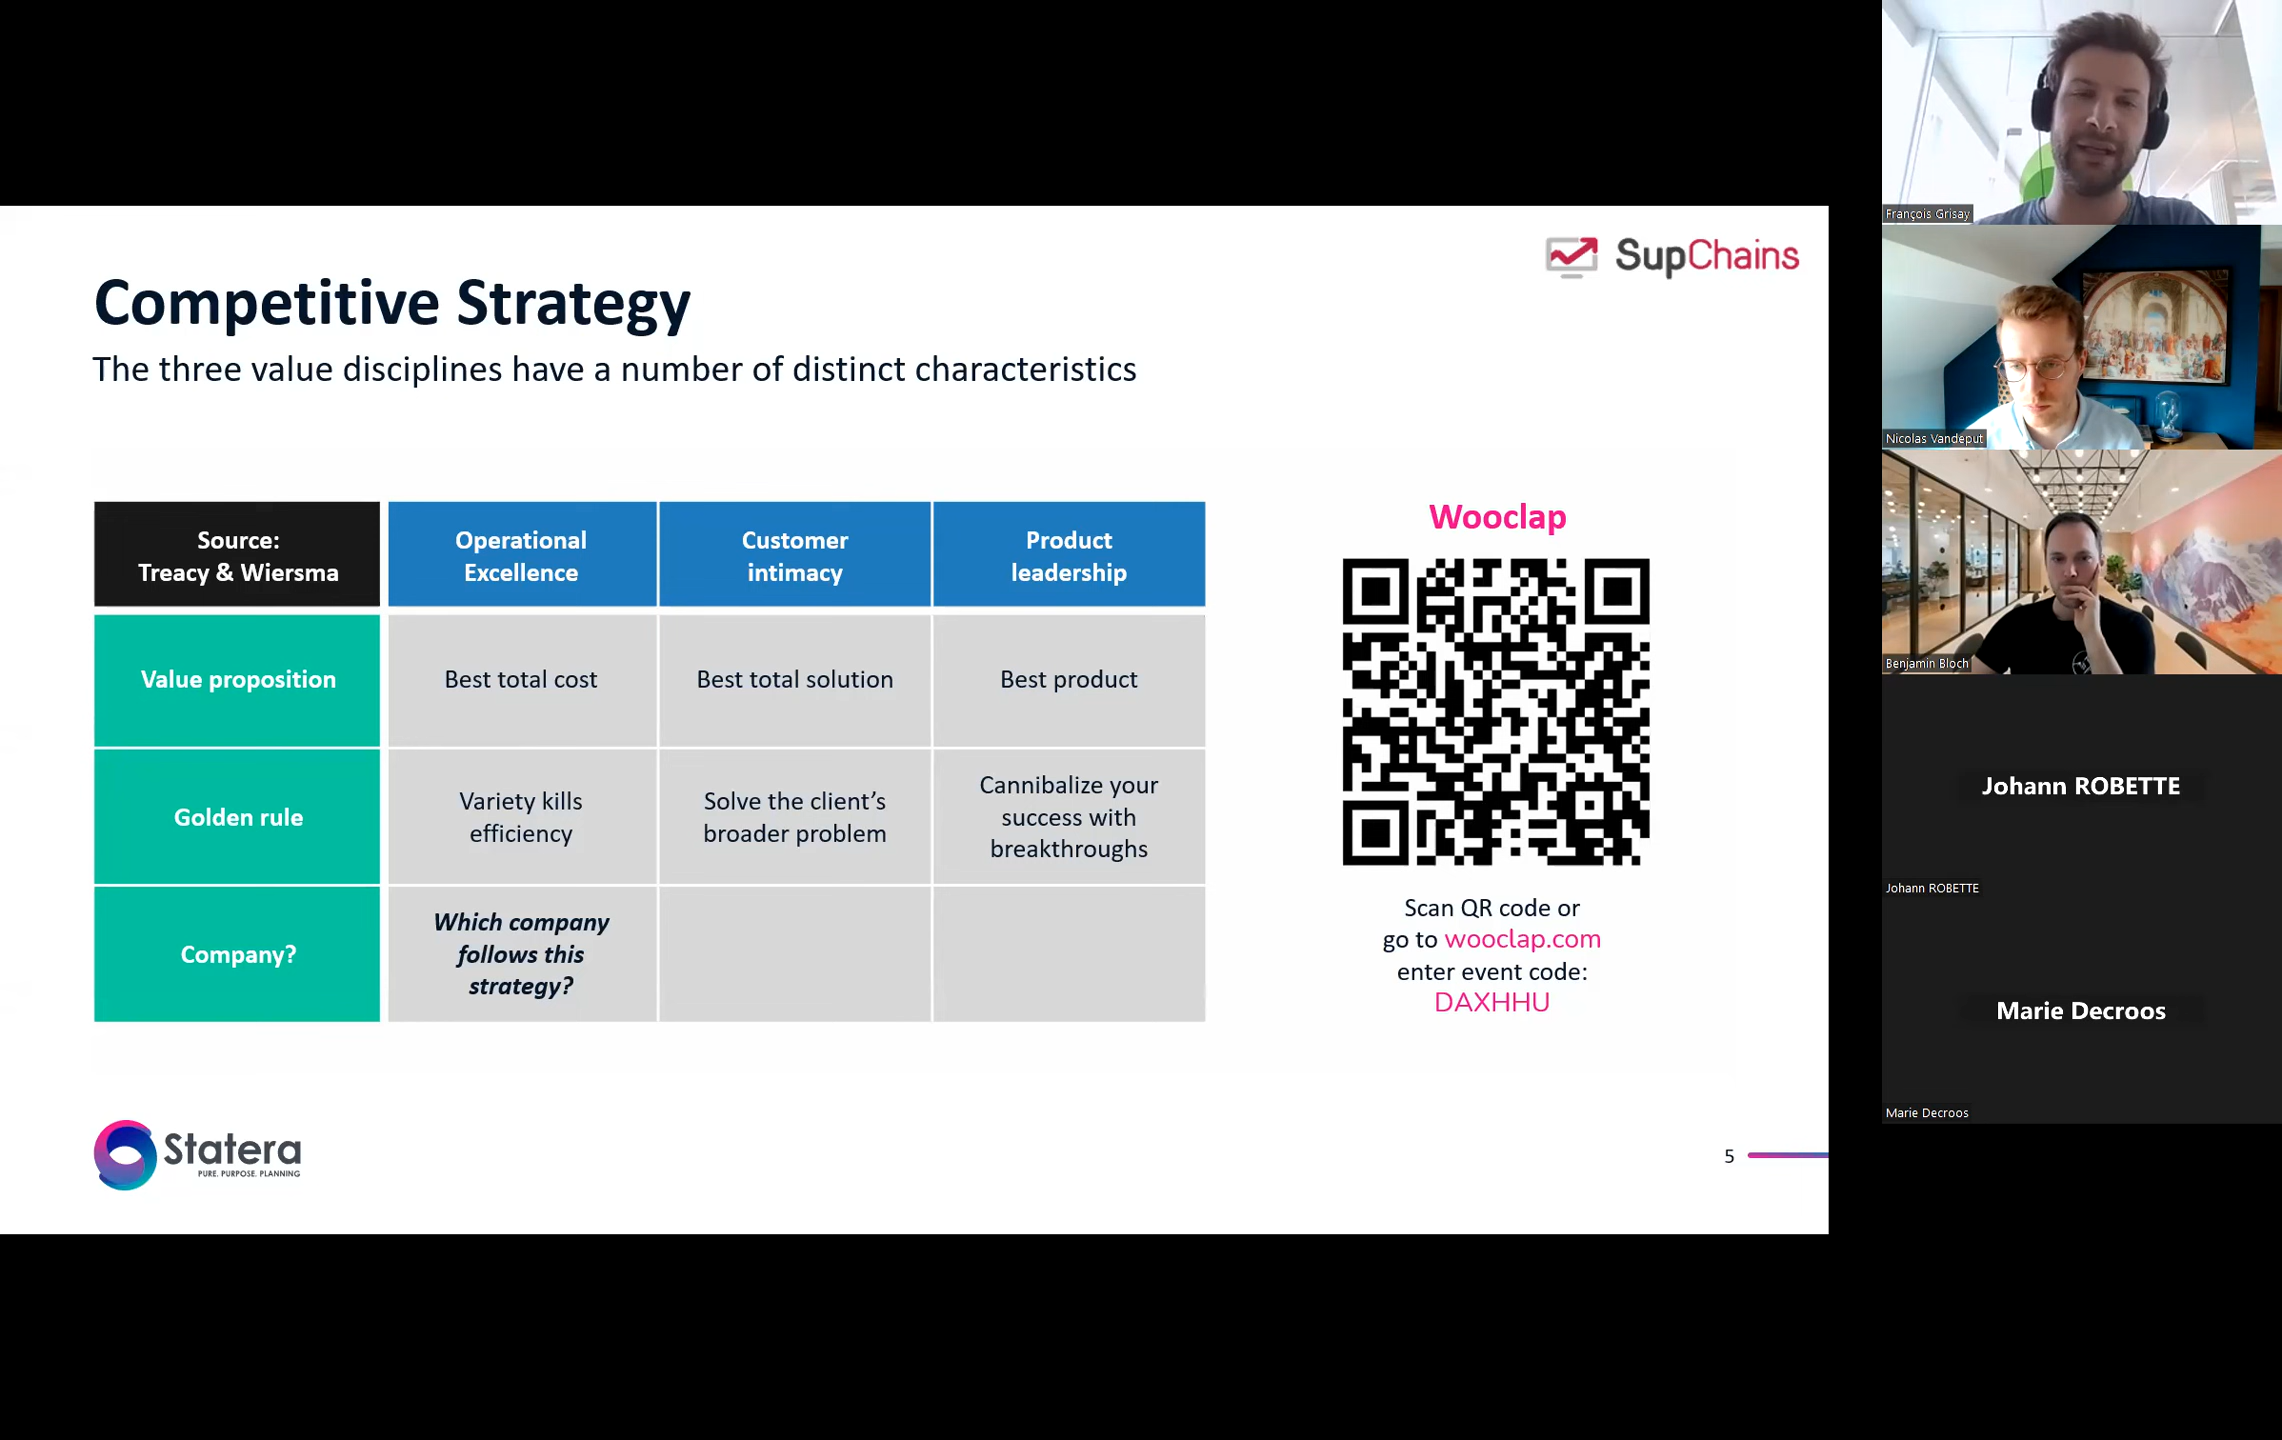 SupChains
Competitive Strategy
The three value disciplines have a number of distinct characteristics
Source:
Treacy & Wiersma
Operational
Excellence
Customer
intimacy
Product
leadership
Value proposition
Best total cost
Best total solution
Best product
Golden rule
Variety kills
efficiency
Solve the client’s
broader problem
Cannibalize your
success with
breakthroughs
Company?
Which company
follows this
strategy?
Wooclap
Scan QR code or
go to wooclap.com
enter event code:
DAXHHU
Statera
PURE. PURPOSE. PLANNING
5
François Grisay
Nicolas Vandeput
Benjamin Bloch
Johann ROBETTE
Johann ROBETTE
Marie Decroos
Marie Decroos